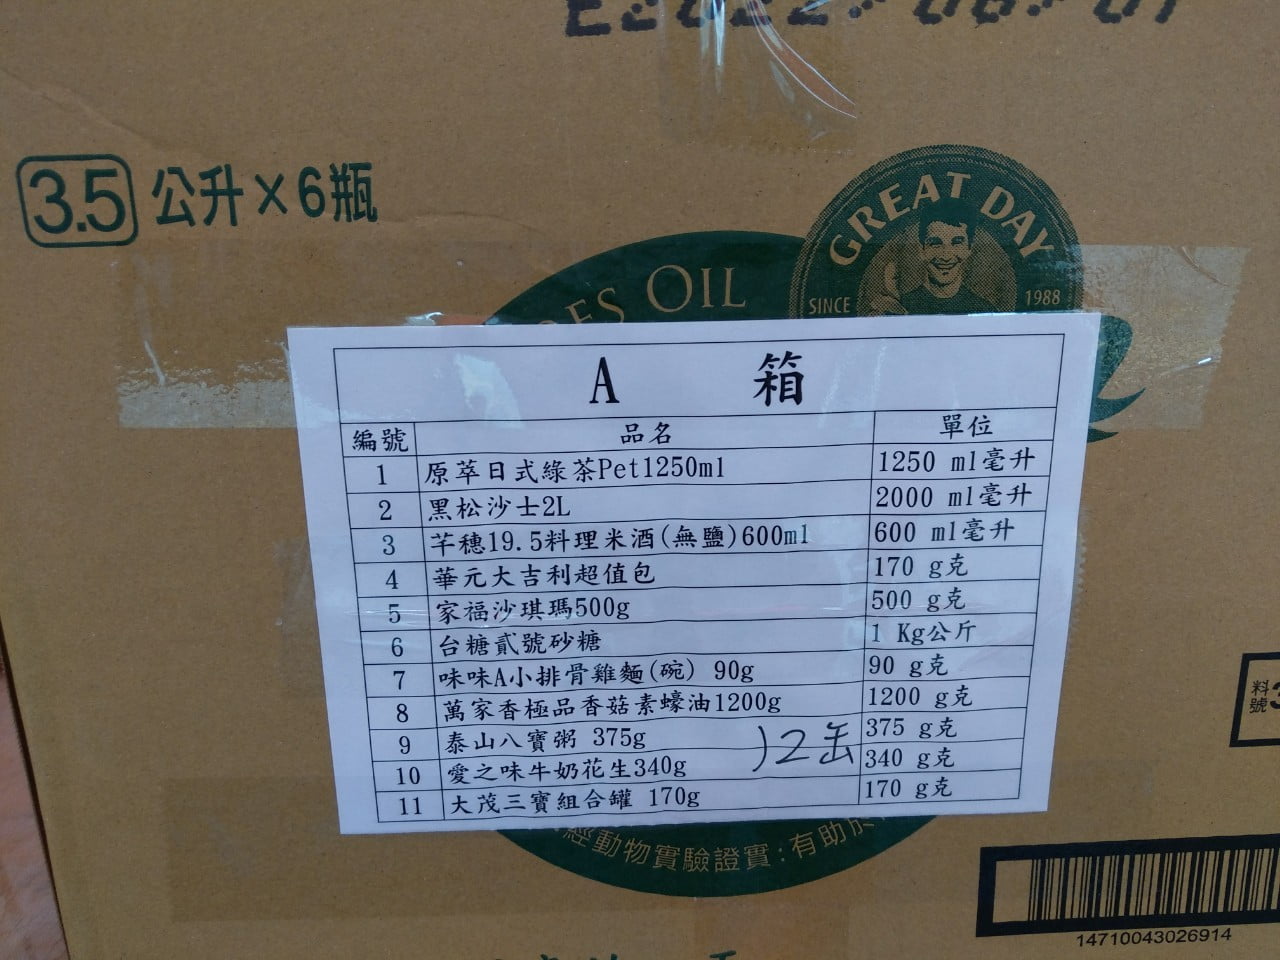 3.5 公升×6瓶
GREAT DAY
SINCE 1988
OIL
A 箱
編號 品名 單位
1 原萃日式綠茶Pet1250ml 1250 ml毫升
2 黑松沙士2L 2000 ml毫升
3 芊穗19.5料理米酒(無鹽)600ml 600 ml毫升
4 華元大吉利超值包 170 g克
5 家福沙琪瑪500g 500 g克
6 台糖貳號砂糖 1 Kg公斤
7 味味A小排骨雞麵(碗) 90g 90 g克
8 萬家香極品香菇素蠔油1200g 1200 g克
9 泰山八寶粥 375g 375 g克
)2缶
10 愛之味牛奶花生340g 340 g克
11 大茂三寶組合罐 170g 170 g克
經動物實驗證實:有助於
料號
14710043026914